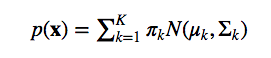 p(x) = ∑_{k=1}^{K} π_k N(μ_k, Σ_k)